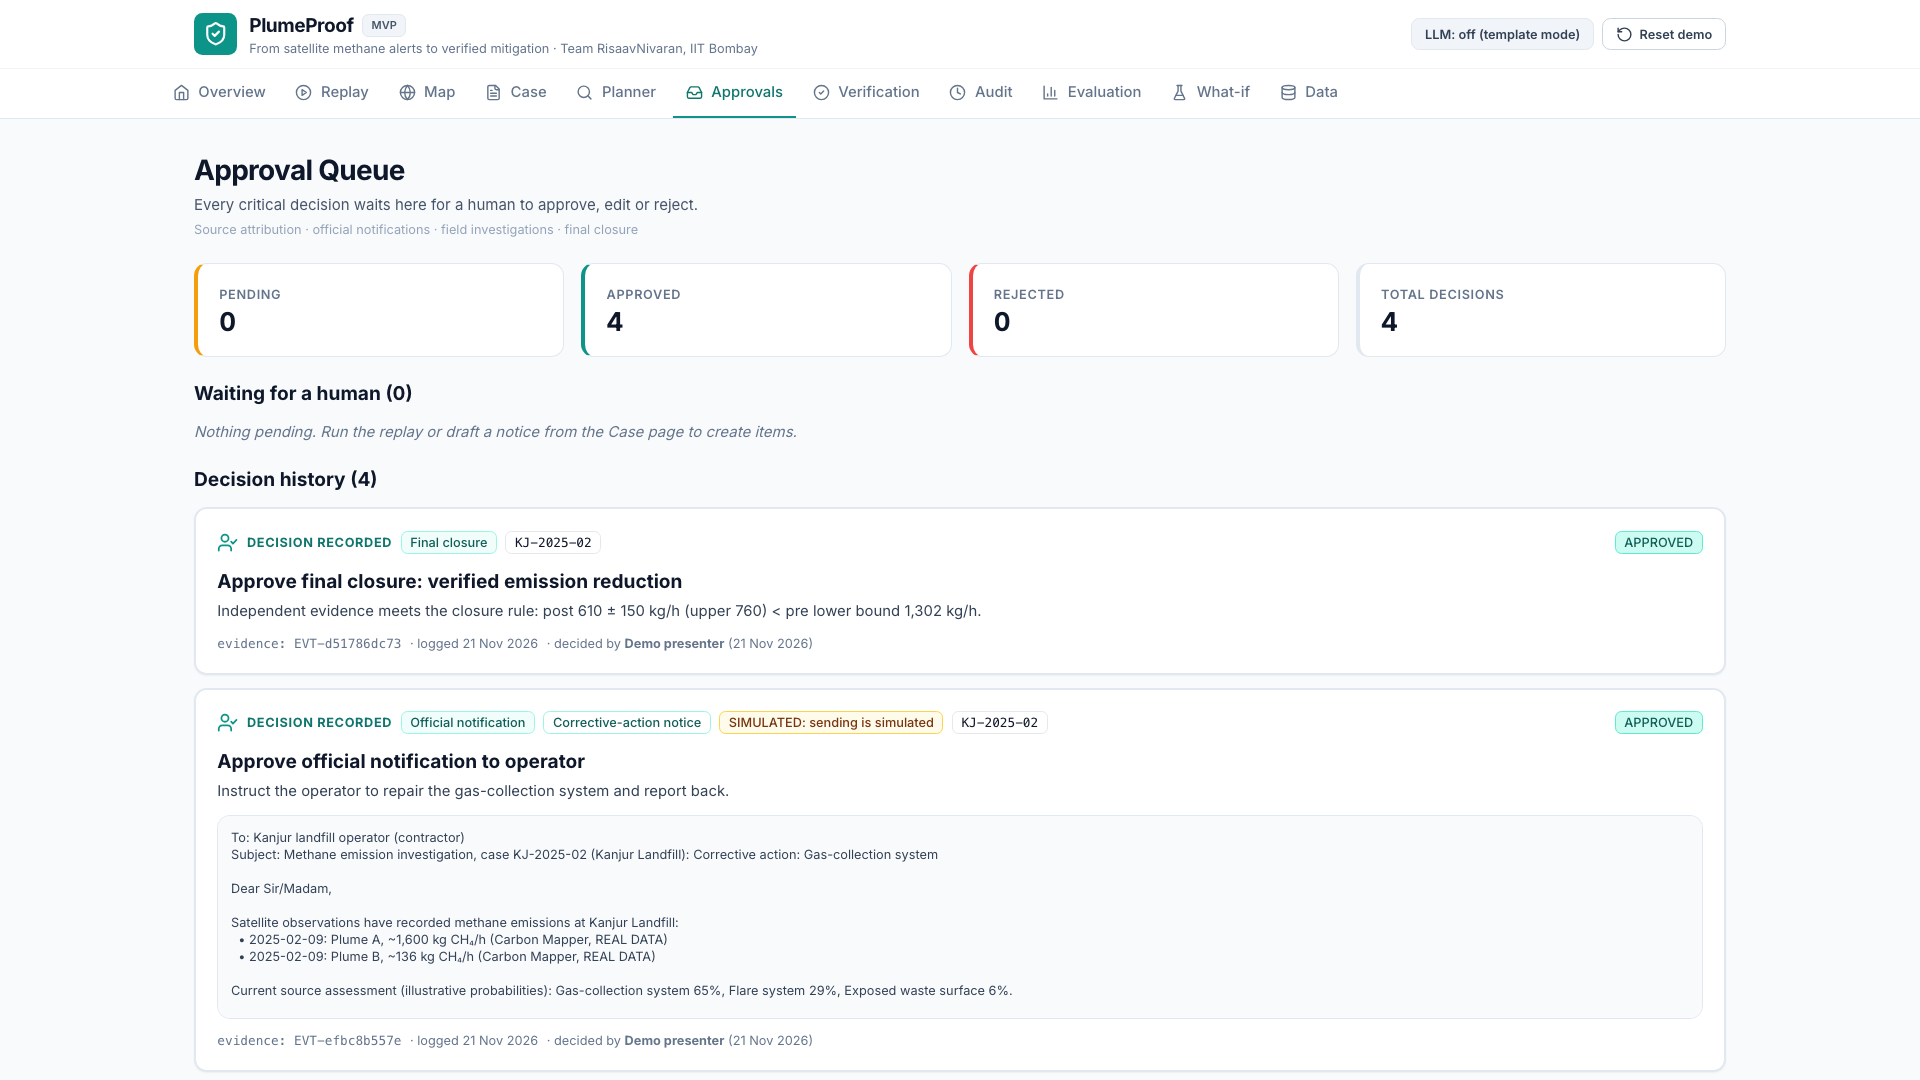 PlumeProof MVP
From satellite methane alerts to verified mitigation · Team RisaavNivaran, IIT Bombay
LLM: off (template mode) Reset demo
Overview Replay Map Case Planner Approvals Verification Audit Evaluation What-if Data
Approval Queue
Every critical decision waits here for a human to approve, edit or reject.
Source attribution · official notifications · field investigations · final closure
PENDING
0
APPROVED
4
REJECTED
0
TOTAL DECISIONS
4
Waiting for a human (0)
Nothing pending. Run the replay or draft a notice from the Case page to create items.
Decision history (4)
DECISION RECORDED Final closure KJ-2025-02 APPROVED
Approve final closure: verified emission reduction
Independent evidence meets the closure rule: post 610 ± 150 kg/h (upper 760) < pre lower bound 1,302 kg/h.
evidence: EVT-d51786dc73 · logged 21 Nov 2026 · decided by Demo presenter (21 Nov 2026)
DECISION RECORDED Official notification Corrective-action notice SIMULATED: sending is simulated KJ-2025-02 APPROVED
Approve official notification to operator
Instruct the operator to repair the gas-collection system and report back.
To: Kanjur landfill operator (contractor)
Subject: Methane emission investigation, case KJ-2025-02 (Kanjur Landfill): Corrective action: Gas-collection system
Dear Sir/Madam,
Satellite observations have recorded methane emissions at Kanjur Landfill:
• 2025-02-09: Plume A, ~1,600 kg CH₄/h (Carbon Mapper, REAL DATA)
• 2025-02-09: Plume B, ~136 kg CH₄/h (Carbon Mapper, REAL DATA)
Current source assessment (illustrative probabilities): Gas-collection system 65%, Flare system 29%, Exposed waste surface 6%.
evidence: EVT-efbc8b557e · logged 21 Nov 2026 · decided by Demo presenter (21 Nov 2026)